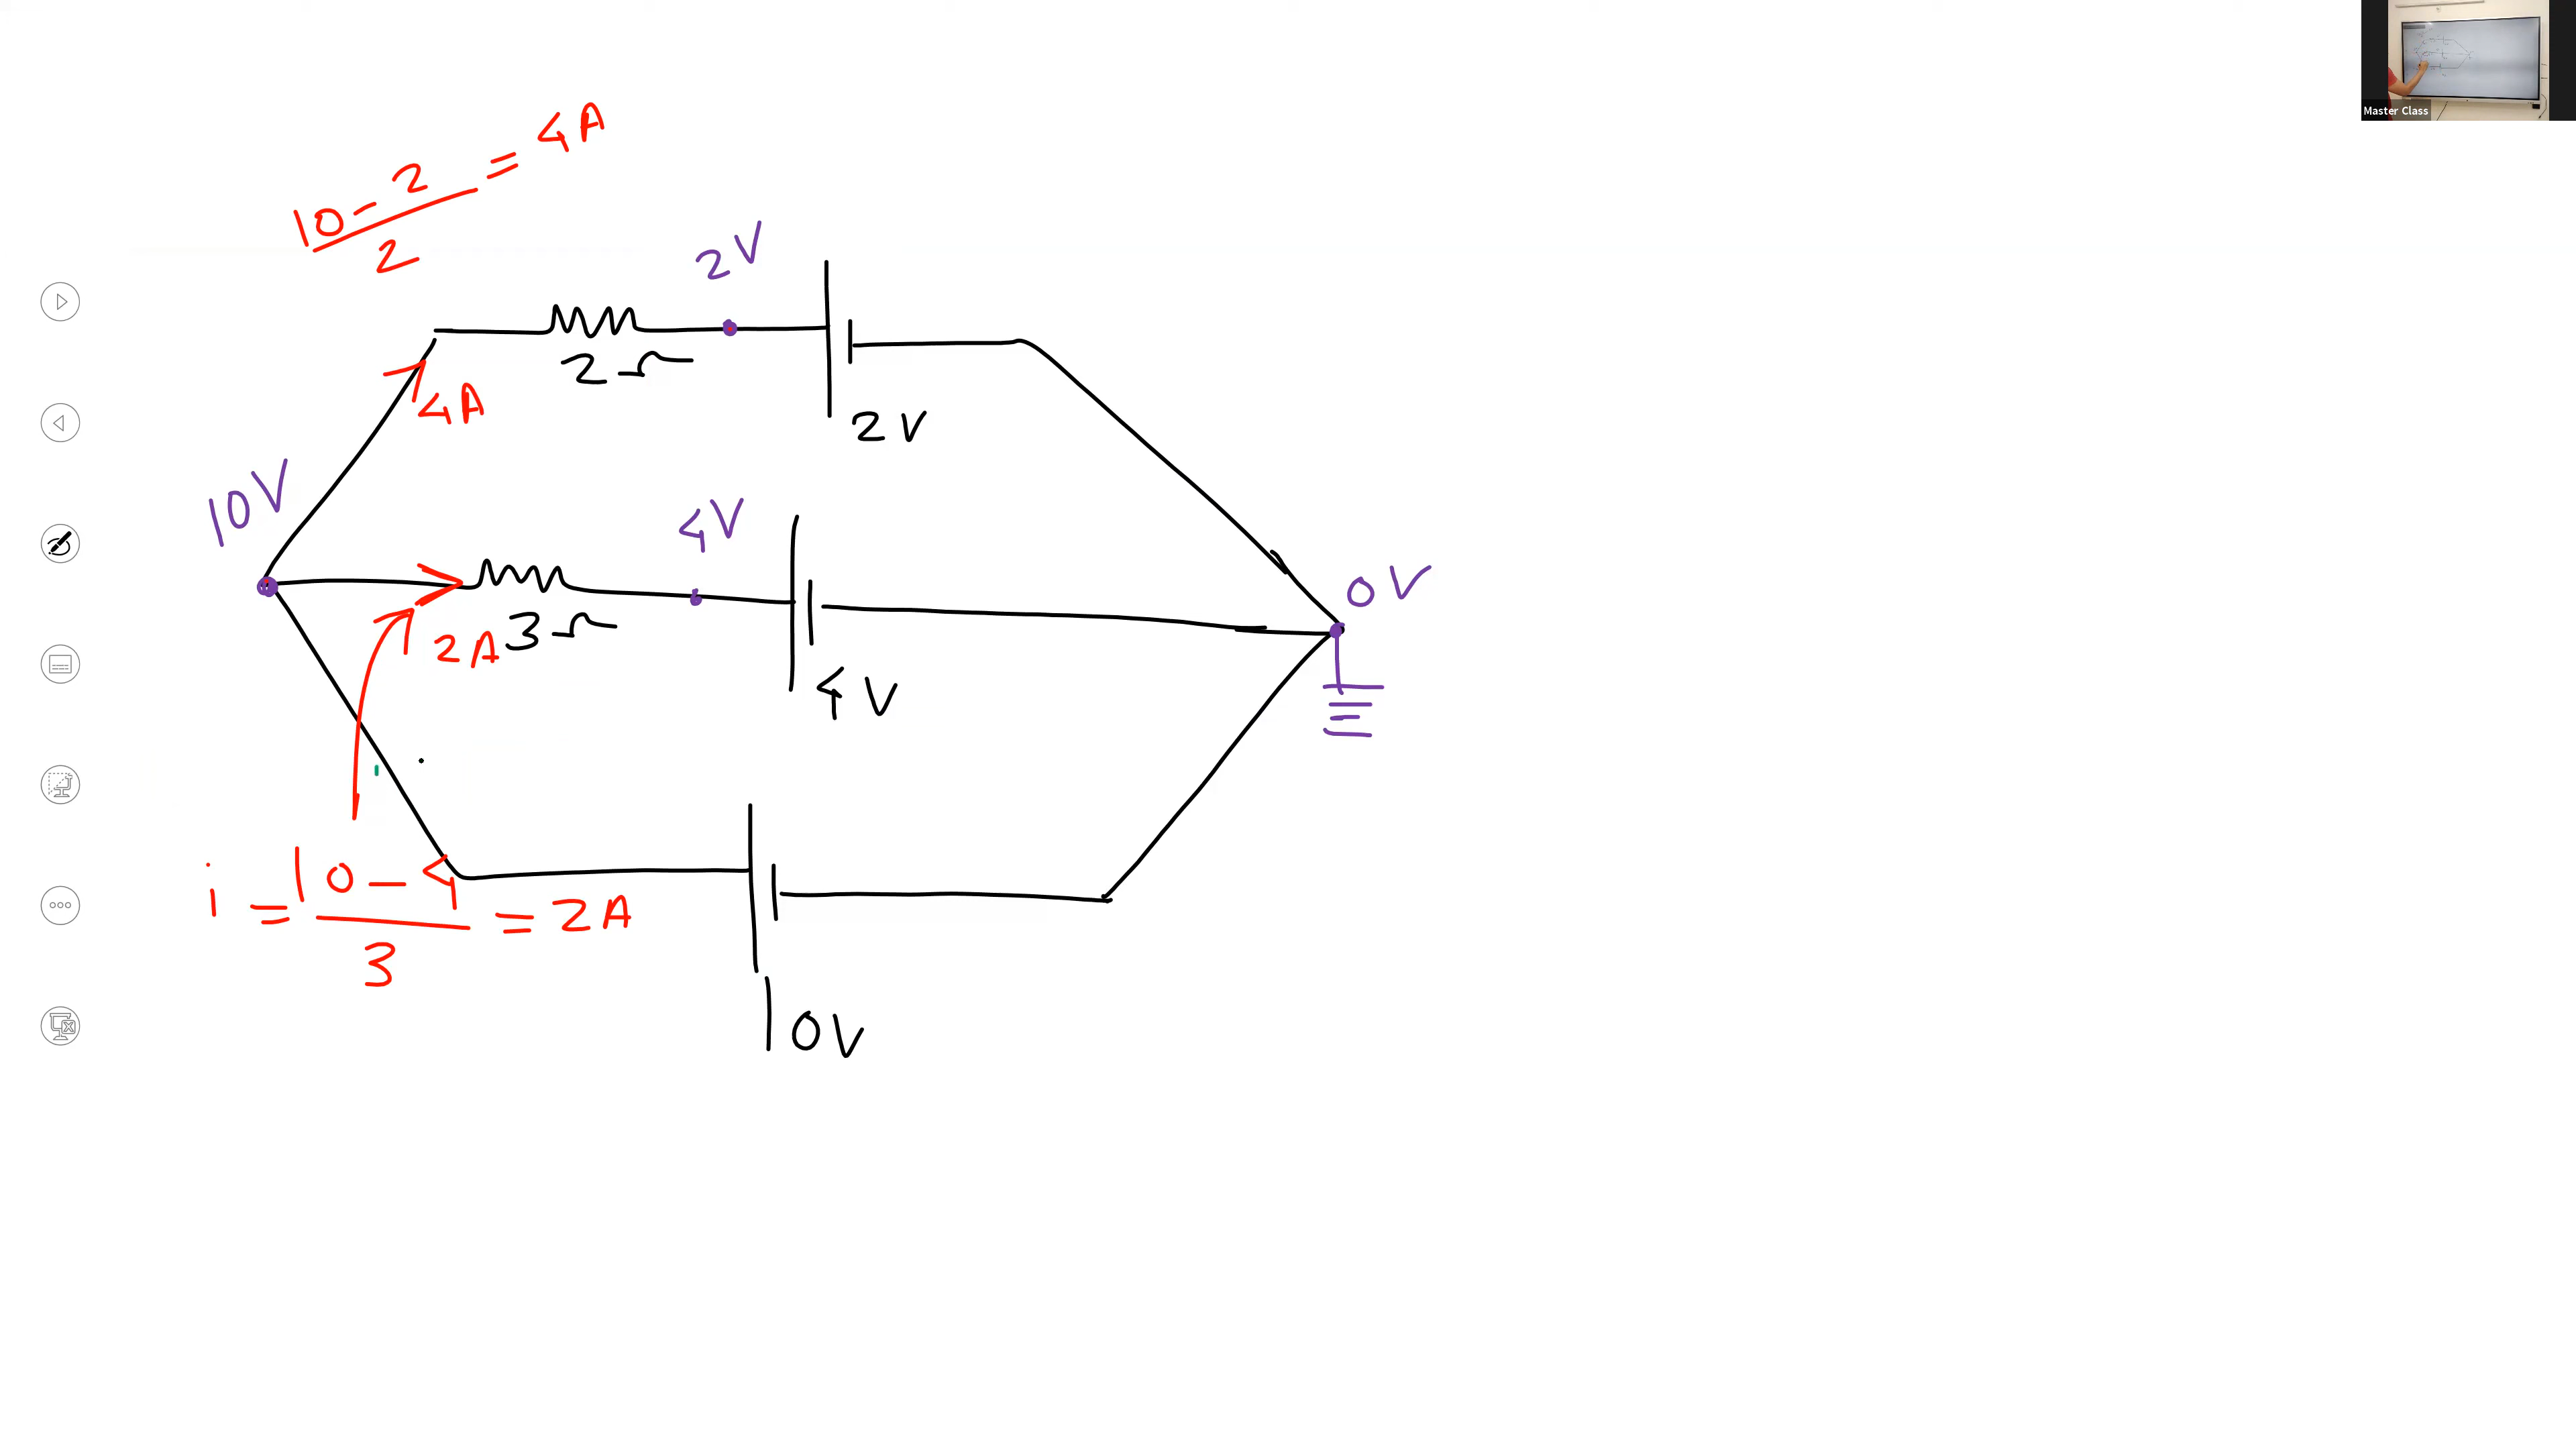 Master Class
10 - 2 / 2 = 4A
2V
2Ω
4A
2V
10V
4V
0V
2A
3Ω
4V
i = 10 - 4 / 3 = 2A
10V